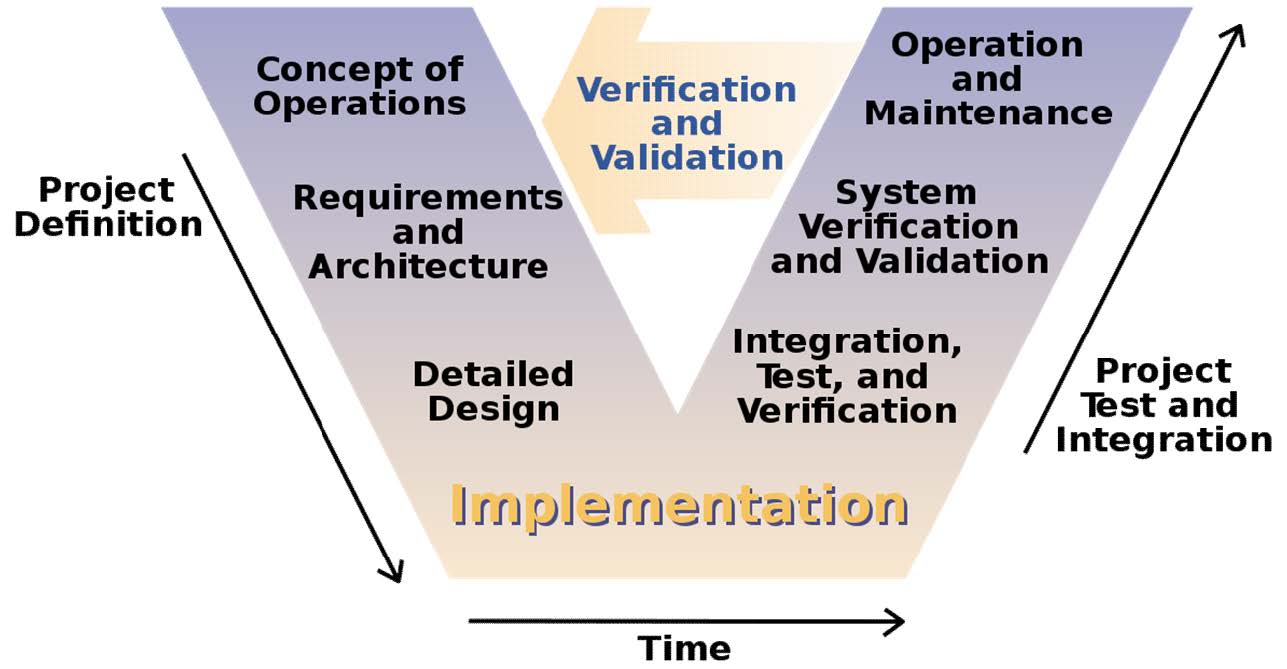 Concept of
Operations
Verification
and
Validation
Operation
and
Maintenance
Project
Definition
Requirements
and
Architecture
System
Verification
and Validation
Detailed
Design
Integration,
Test, and
Verification
Project
Test and
Integration
Implementation
Time